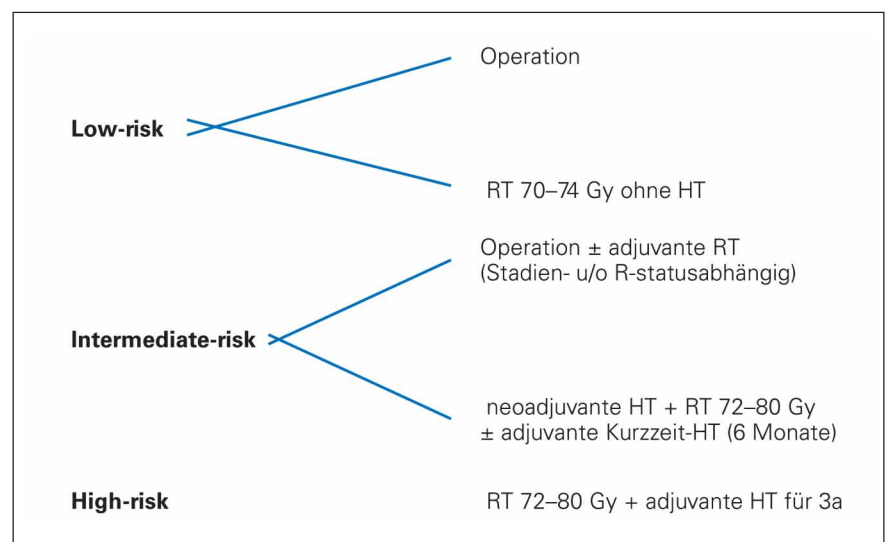 Operation
Low-risk
RT 70–74 Gy ohne HT
Operation ± adjuvante RT
(Stadien- u/o R-statusabhängig)
Intermediate-risk
neoadjuvante HT + RT 72–80 Gy
± adjuvante Kurzzeit-HT (6 Monate)
High-risk
RT 72–80 Gy + adjuvante HT für 3a